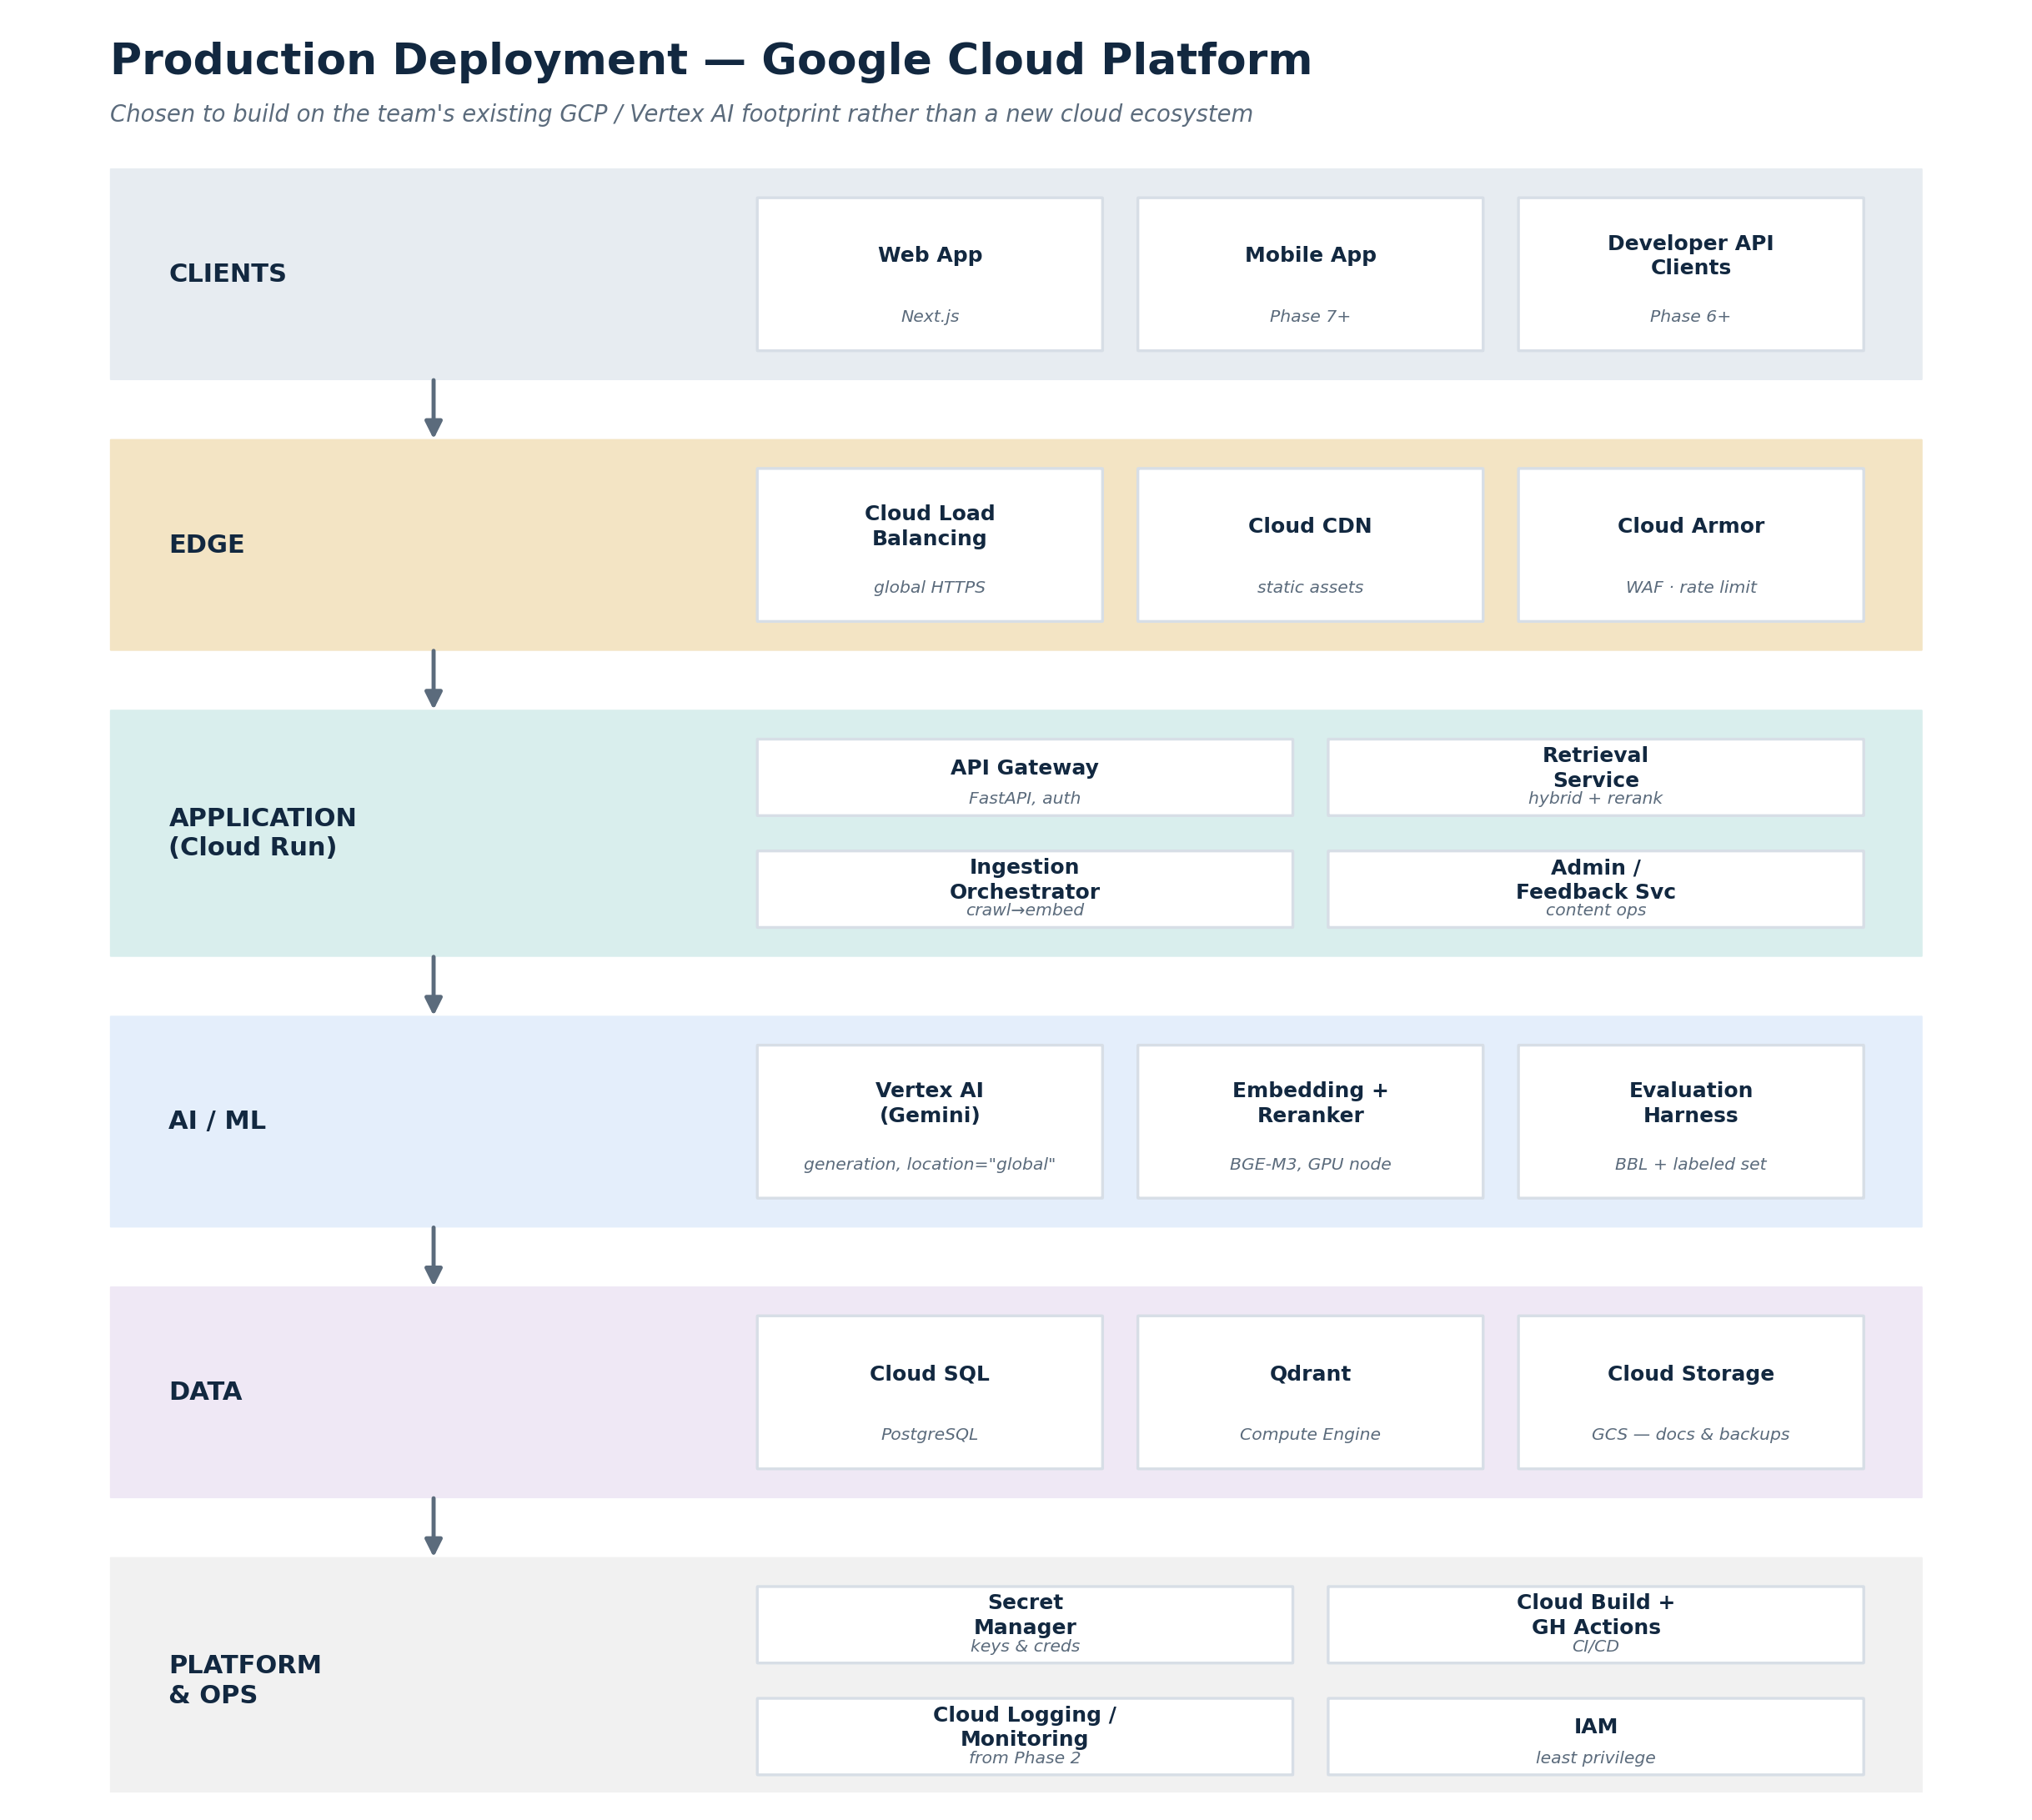 Production Deployment — Google Cloud Platform
Chosen to build on the team's existing GCP / Vertex AI footprint rather than a new cloud ecosystem
CLIENTS
Web App
Next.js
Mobile App
Phase 7+
Developer API
Clients
Phase 6+
EDGE
Cloud Load
Balancing
global HTTPS
Cloud CDN
static assets
Cloud Armor
WAF · rate limit
APPLICATION
(Cloud Run)
API Gateway
FastAPI, auth
Retrieval
Service
hybrid + rerank
Ingestion
Orchestrator
crawl→embed
Admin /
Feedback Svc
content ops
AI / ML
Vertex AI
(Gemini)
generation, location="global"
Embedding +
Reranker
BGE-M3, GPU node
Evaluation
Harness
BBL + labeled set
DATA
Cloud SQL
PostgreSQL
Qdrant
Compute Engine
Cloud Storage
GCS — docs & backups
PLATFORM
& OPS
Secret
Manager
keys & creds
Cloud Build +
GH Actions
CI/CD
Cloud Logging /
Monitoring
from Phase 2
IAM
least privilege